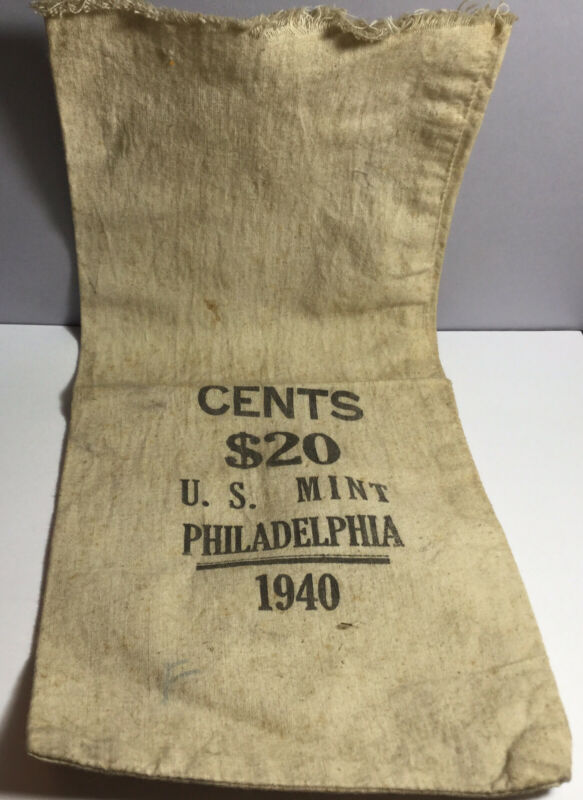 CENTS
$20
U. S. MINT
PHILADELPHIA
1940
F